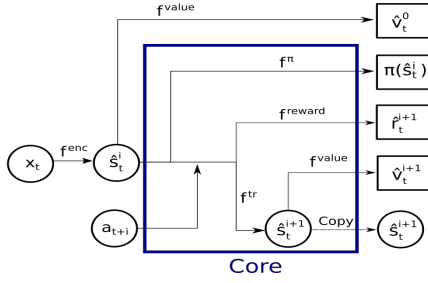 f^value
v̂_t^0
f^π
π(ŝ_t^i)
f^reward
r̂_t^{i+1}
f^enc
x_t
ŝ_t^i
f^value
v̂_t^{i+1}
f^tr
a_{t+i}
ŝ_t^{i+1}
Copy
ŝ_t^{i+1}
Core